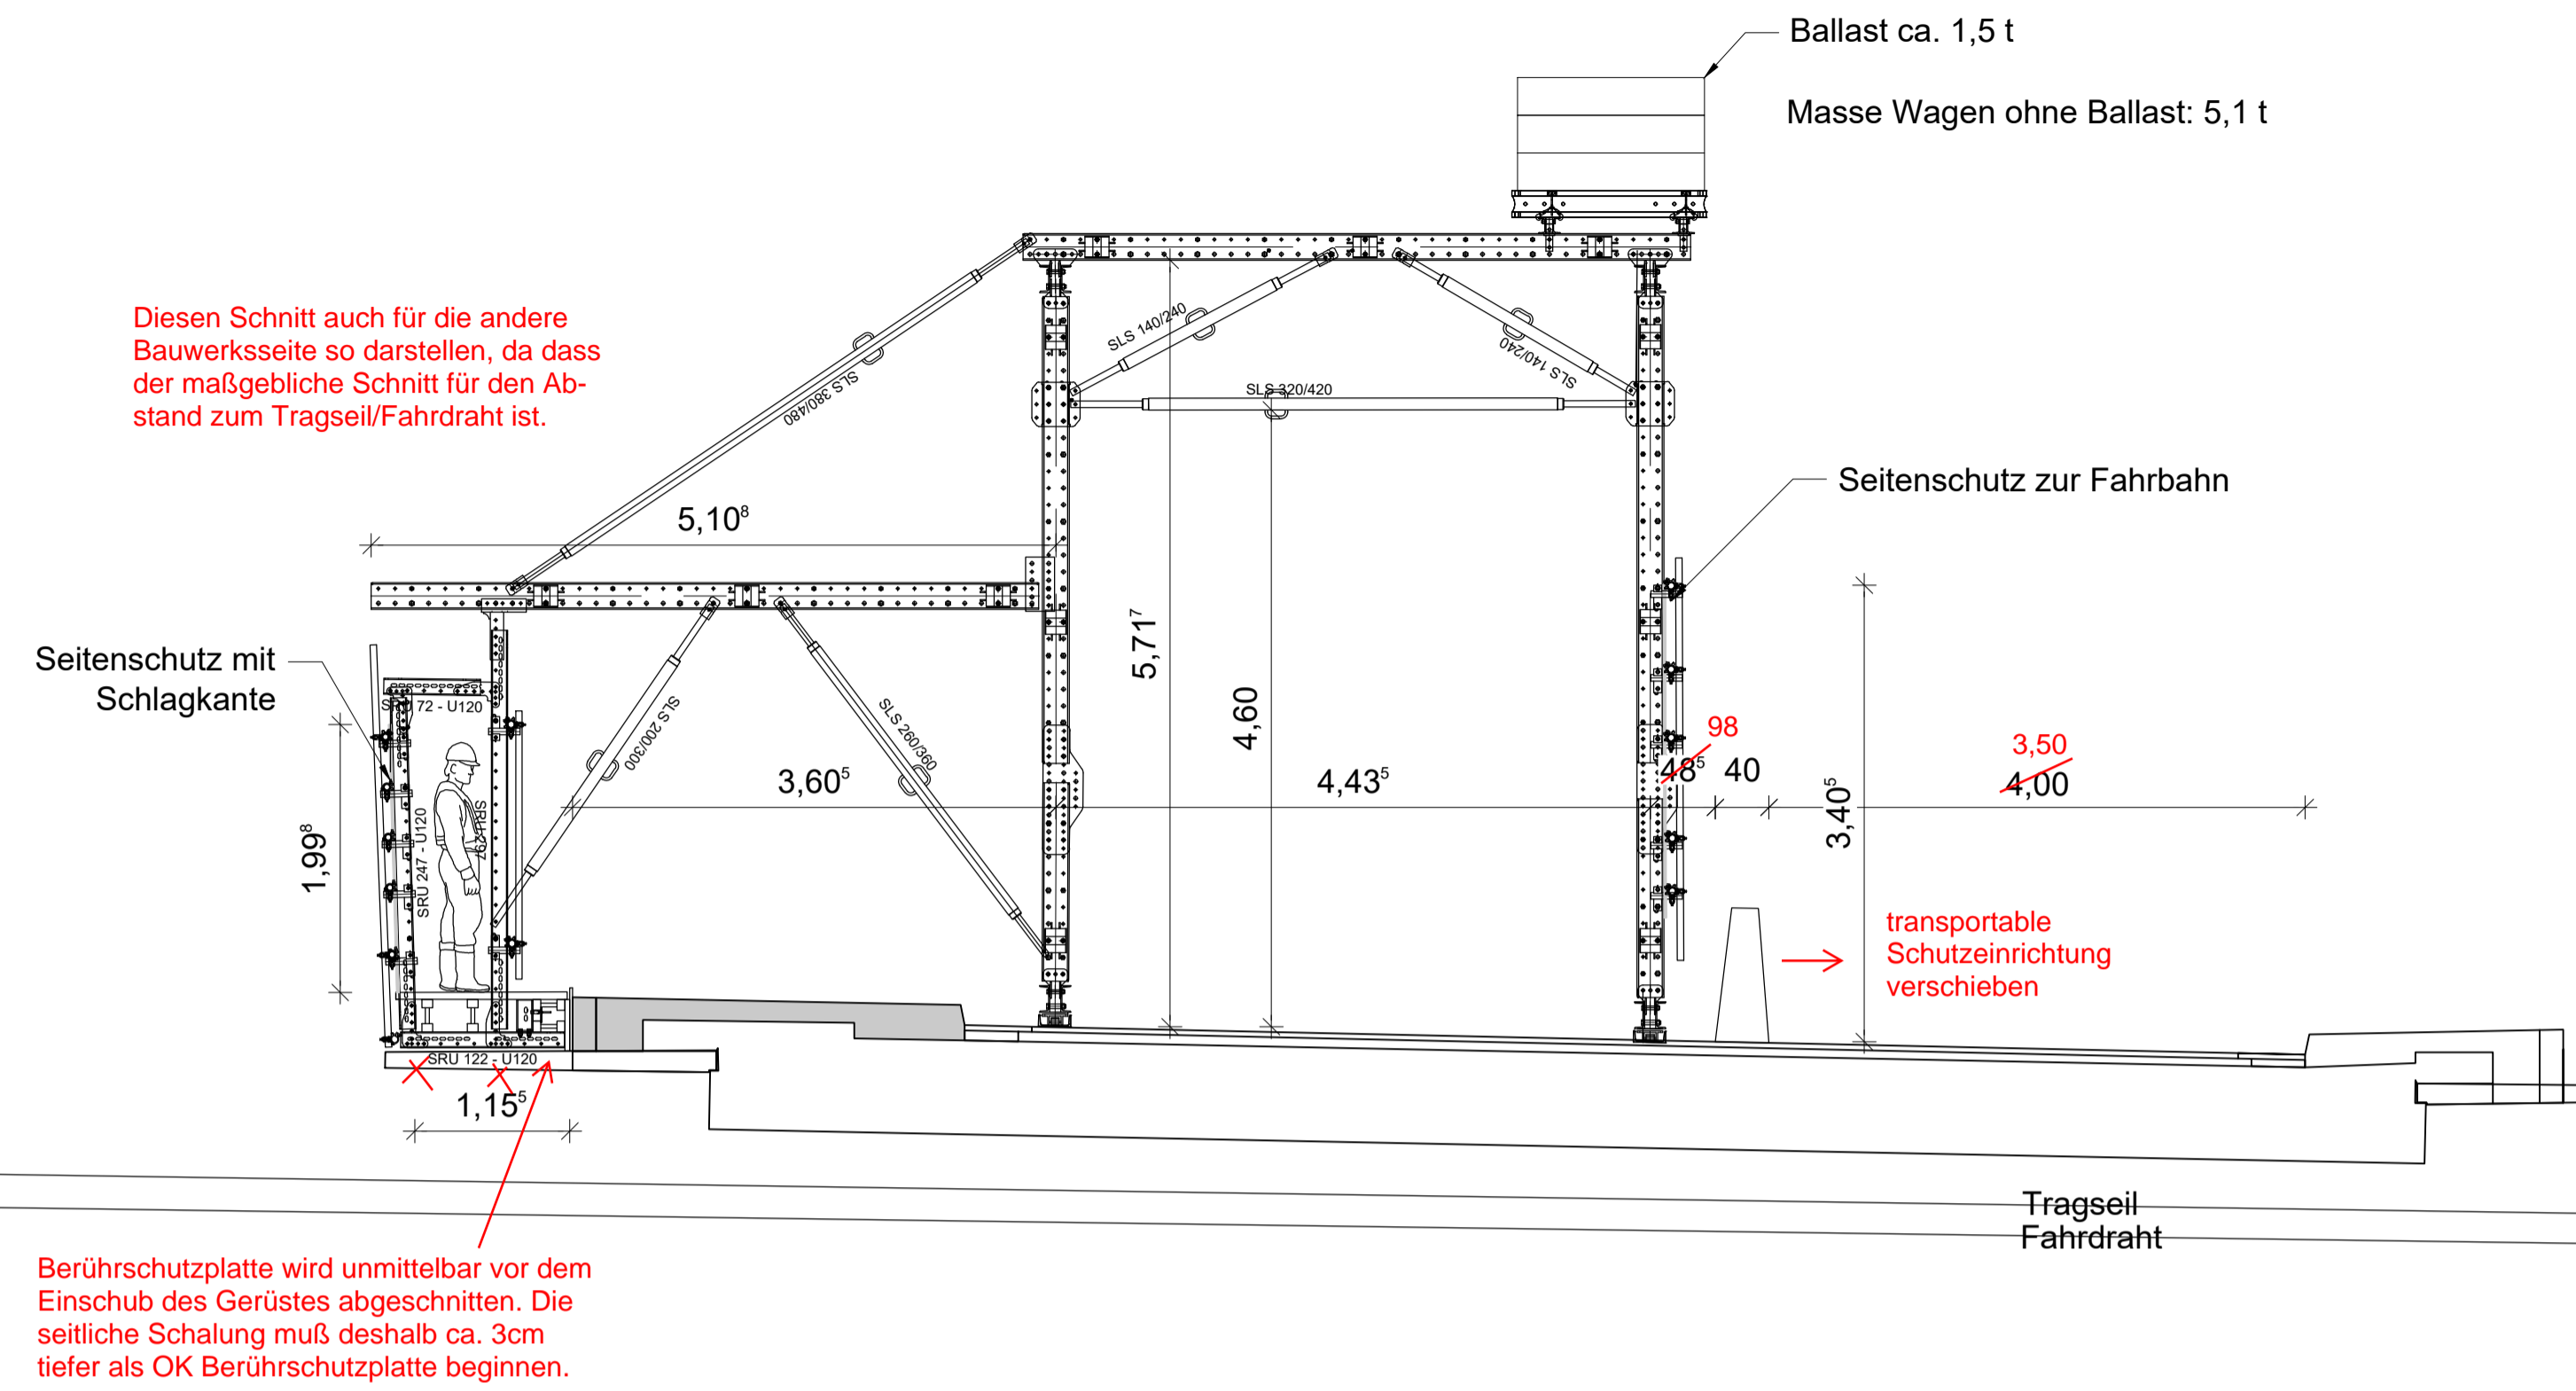 Ballast ca. 1,5 t
Masse Wagen ohne Ballast: 5,1 t
Diesen Schnitt auch für die andere
Bauwerksseite so darstellen, da dass
der maßgebliche Schnitt für den Ab-
stand zum Tragseil/Fahrdraht ist.
SLS 380/480
SLS 140/240
SLS 140/240
SLS 320/420
Seitenschutz zur Fahrbahn
5,10⁸
Seitenschutz mit
Schlagkante
SRU 72 - U120
SLS 200/300
SLS 260/360
5,71⁷
4,60
1,99⁸
SRU 247 - U120
SRU 297
3,60⁵
4,43⁵
98
48⁵
40
3,40⁵
3,50
4,00
transportable
Schutzeinrichtung
verschieben
SRU 122 - U120
1,15⁵
Tragseil
Fahrdraht
Berührschutzplatte wird unmittelbar vor dem
Einschub des Gerüstes abgeschnitten. Die
seitliche Schalung muß deshalb ca. 3cm
tiefer als OK Berührschutzplatte beginnen.